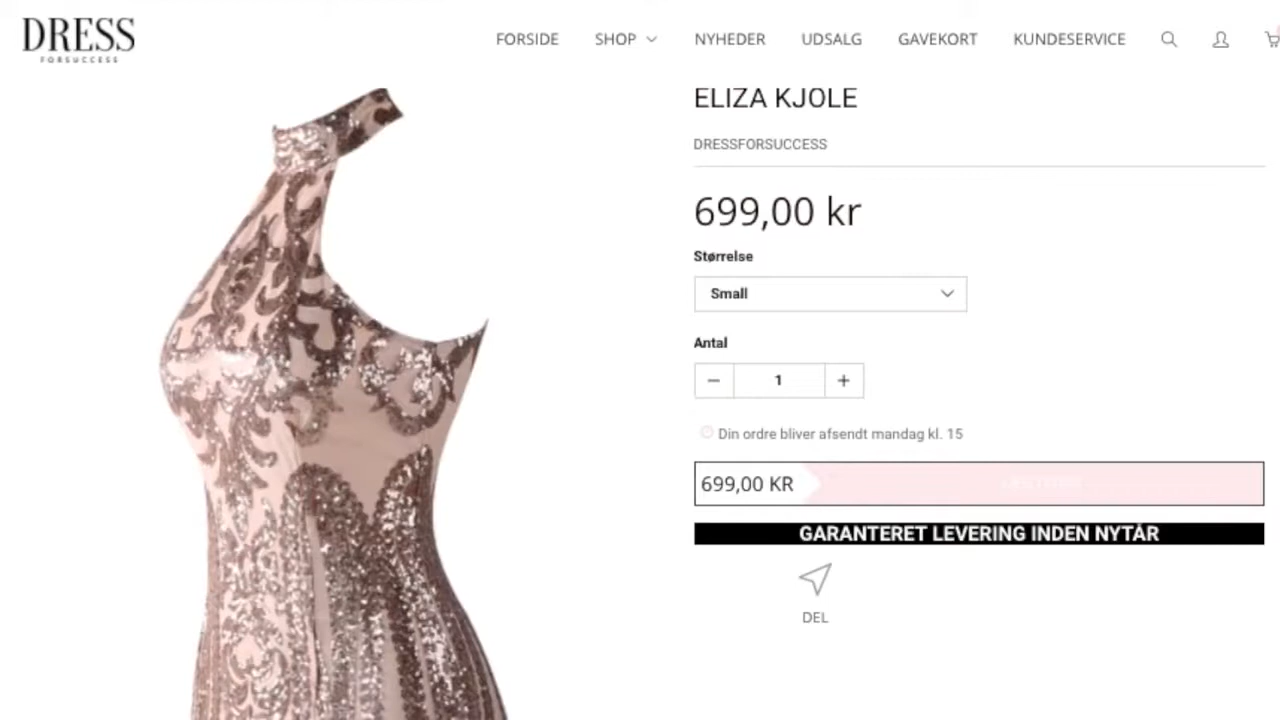 DRESS
FORSUCCESS
FORSIDE
SHOP
NYHEDER
UDSALG
GAVEKORT
KUNDESERVICE
ELIZA KJOLE
DRESSFORSUCCESS
699,00 kr
Størrelse
Small
Antal
1
Din ordre bliver afsendt mandag kl. 15
699,00 KR
GARANTERET LEVERING INDEN NYTÅR
DEL